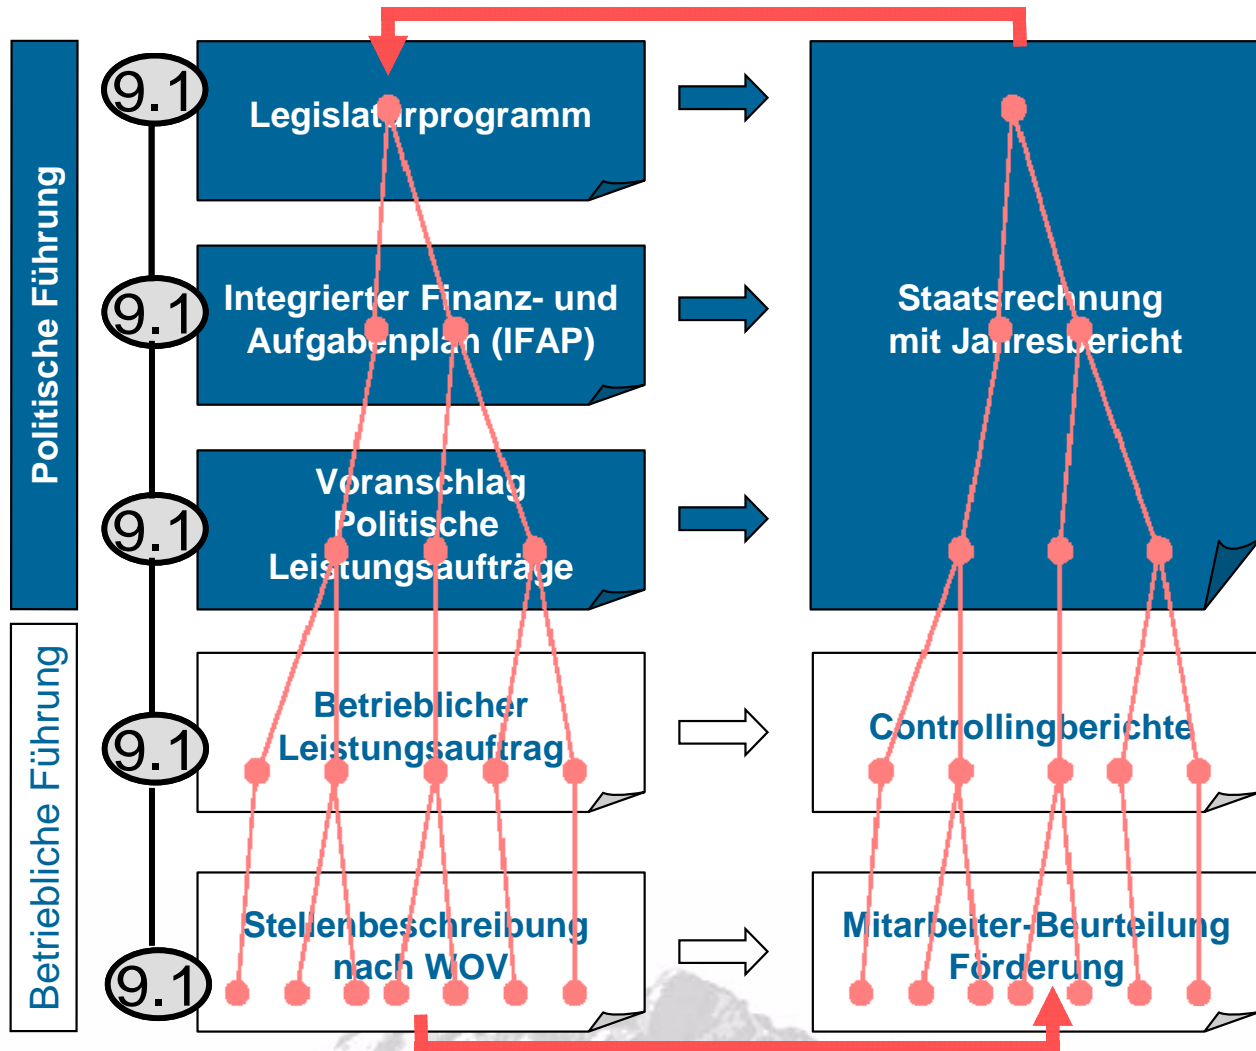 Politische Führung
9.1
Legislaturprogramm
9.1
Integrierter Finanz- und
Aufgabenplan (IFAP)
Staatsrechnung
mit Jahresbericht
9.1
Voranschlag
Politische
Leistungsaufträge
Betriebliche Führung
9.1
Betrieblicher
Leistungsauftrag
Controllingberichte
9.1
Stellenbeschreibung
nach WOV
Mitarbeiter-Beurteilung
Förderung